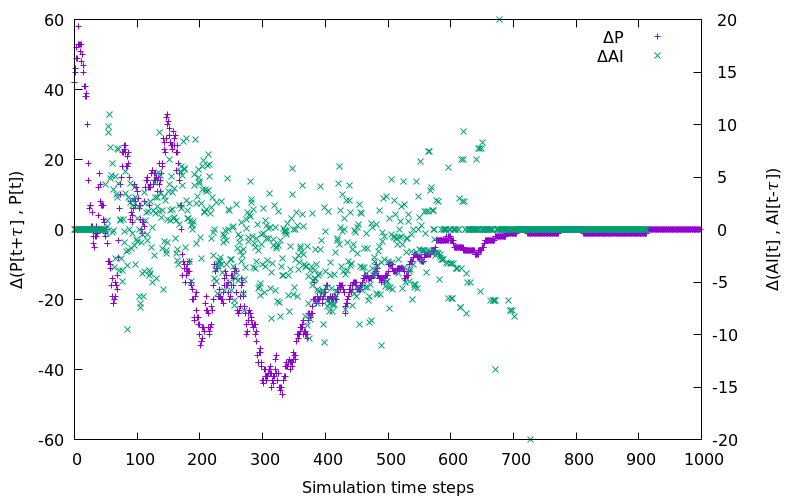 60
40
20
0
-20
-40
-60
20
15
10
5
0
-5
-10
-15
-20
0 100 200 300 400 500 600 700 800 900 1000
Simulation time steps
Δ(P[t+τ] , P[t])
Δ(AI[t] , AI[t-τ])
ΔP
ΔAI